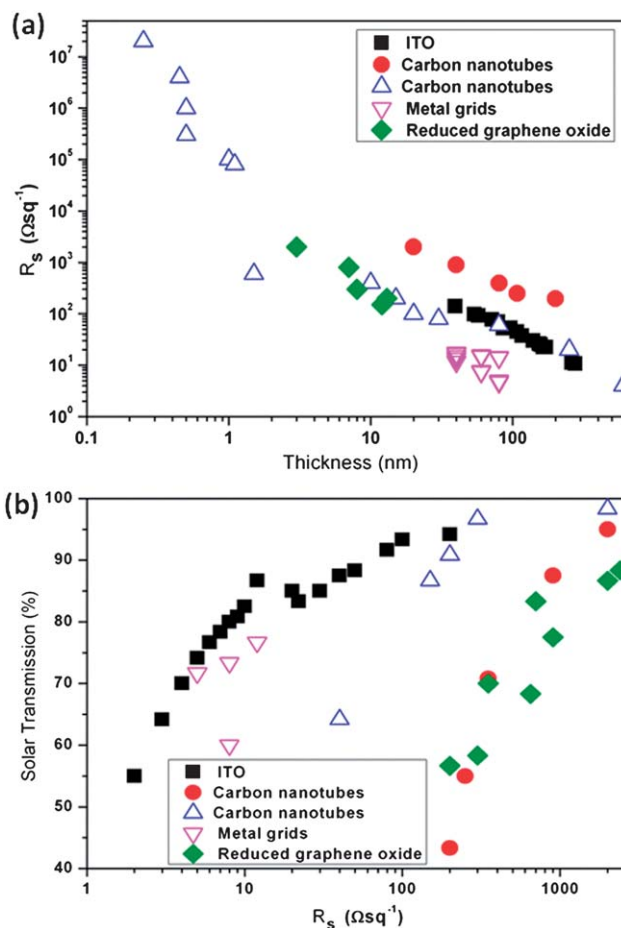 (a)
10⁷
10⁶
10⁵
10⁴
10³
10²
10¹
10⁰
Rₛ (Ωsq⁻¹)
ITO
Carbon nanotubes
Carbon nanotubes
Metal grids
Reduced graphene oxide
0.1 1 10 100
Thickness (nm)
(b)
100
90
80
70
60
50
40
Solar Transmission (%)
ITO
Carbon nanotubes
Carbon nanotubes
Metal grids
Reduced graphene oxide
1 10 100 1000
Rₛ (Ωsq⁻¹)